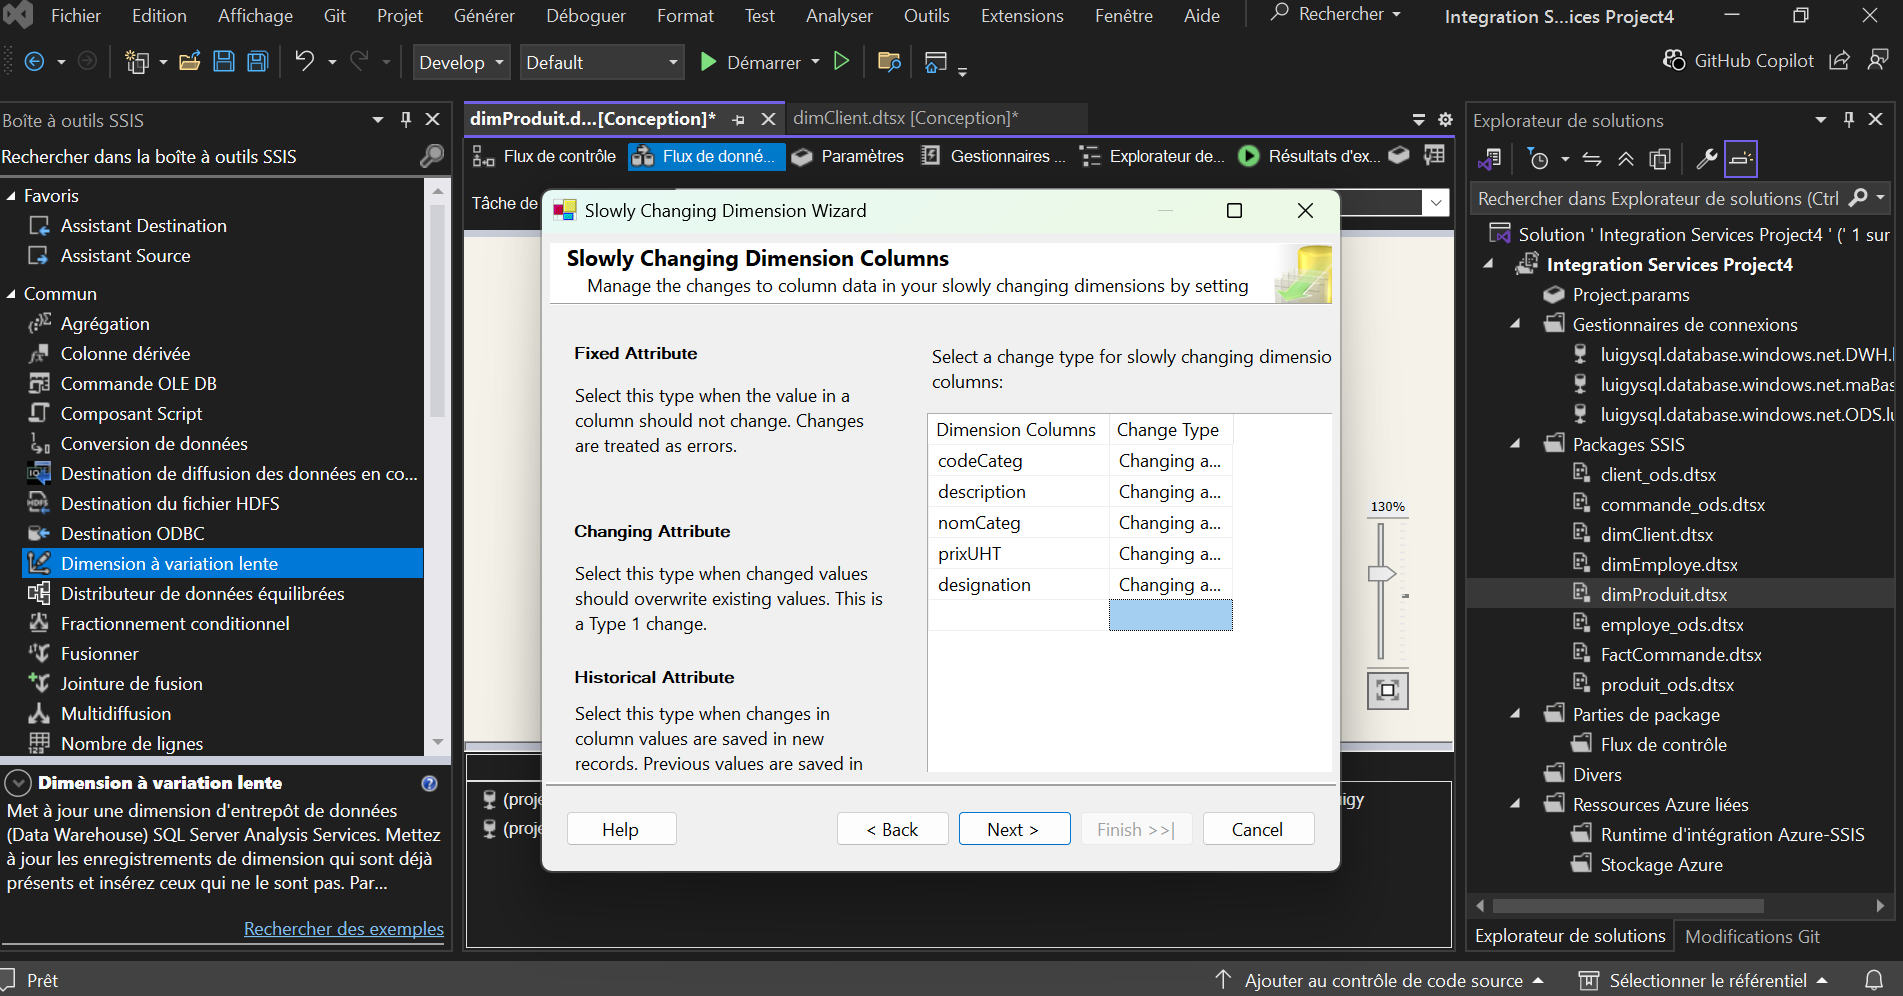 Fichier Edition Affichage Git Projet Générer Déboguer Format Test Analyser Outils Extensions Fenêtre Aide Rechercher Integration S...ices Project4
Develop Default Démarrer GitHub Copilot
Boîte à outils SSIS
Rechercher dans la boîte à outils SSIS
Favoris
Assistant Destination
Assistant Source
Commun
Agrégation
Colonne dérivée
Commande OLE DB
Composant Script
Conversion de données
Destination de diffusion des données en co...
Destination du fichier HDFS
Destination ODBC
Dimension à variation lente
Distributeur de données équilibrées
Fractionnement conditionnel
Fusionner
Jointure de fusion
Multidiffusion
Nombre de lignes
Dimension à variation lente
Met à jour une dimension d'entrepôt de données
(Data Warehouse) SQL Server Analysis Services. Mettez
à jour les enregistrements de dimension qui sont déjà
présents et insérez ceux qui ne le sont pas. Par...
Rechercher des exemples
dimProduit.d...[Conception]* dimClient.dtsx [Conception]*
Flux de contrôle Flux de donné... Paramètres Gestionnaires ... Explorateur de... Résultats d'ex...
Tâche de
Slowly Changing Dimension Wizard
Slowly Changing Dimension Columns
Manage the changes to column data in your slowly changing dimensions by setting
Fixed Attribute
Select this type when the value in a
column should not change. Changes
are treated as errors.
Changing Attribute
Select this type when changed values
should overwrite existing values. This is
a Type 1 change.
Historical Attribute
Select this type when changes in
column values are saved in new
records. Previous values are saved in
Select a change type for slowly changing dimensio
columns:
Dimension Columns Change Type
codeCateg Changing a...
description Changing a...
nomCateg Changing a...
prixUHT Changing a...
designation Changing a...
Help < Back Next > Finish >>| Cancel
130%
(proje
igy
(proje
Explorateur de solutions
Rechercher dans Explorateur de solutions (Ctrl
Solution ' Integration Services Project4 ' (' 1 sur
Integration Services Project4
Project.params
Gestionnaires de connexions
luigysql.database.windows.net.DWH.l
luigysql.database.windows.net.maBas
luigysql.database.windows.net.ODS.lu
Packages SSIS
client_ods.dtsx
commande_ods.dtsx
dimClient.dtsx
dimEmploye.dtsx
dimProduit.dtsx
employe_ods.dtsx
FactCommande.dtsx
produit_ods.dtsx
Parties de package
Flux de contrôle
Divers
Ressources Azure liées
Runtime d'intégration Azure-SSIS
Stockage Azure
Explorateur de solutions Modifications Git
Prêt Ajouter au contrôle de code source Sélectionner le référentiel